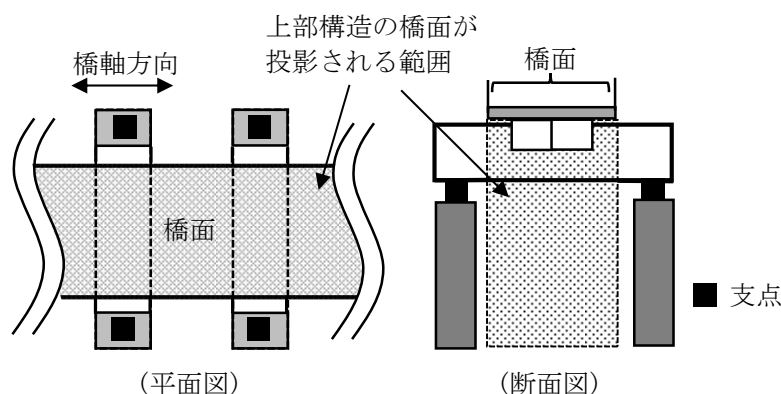 上部構造の橋面が
投影される範囲
橋軸方向
橋面
橋面
支点
(平面図)
(断面図)